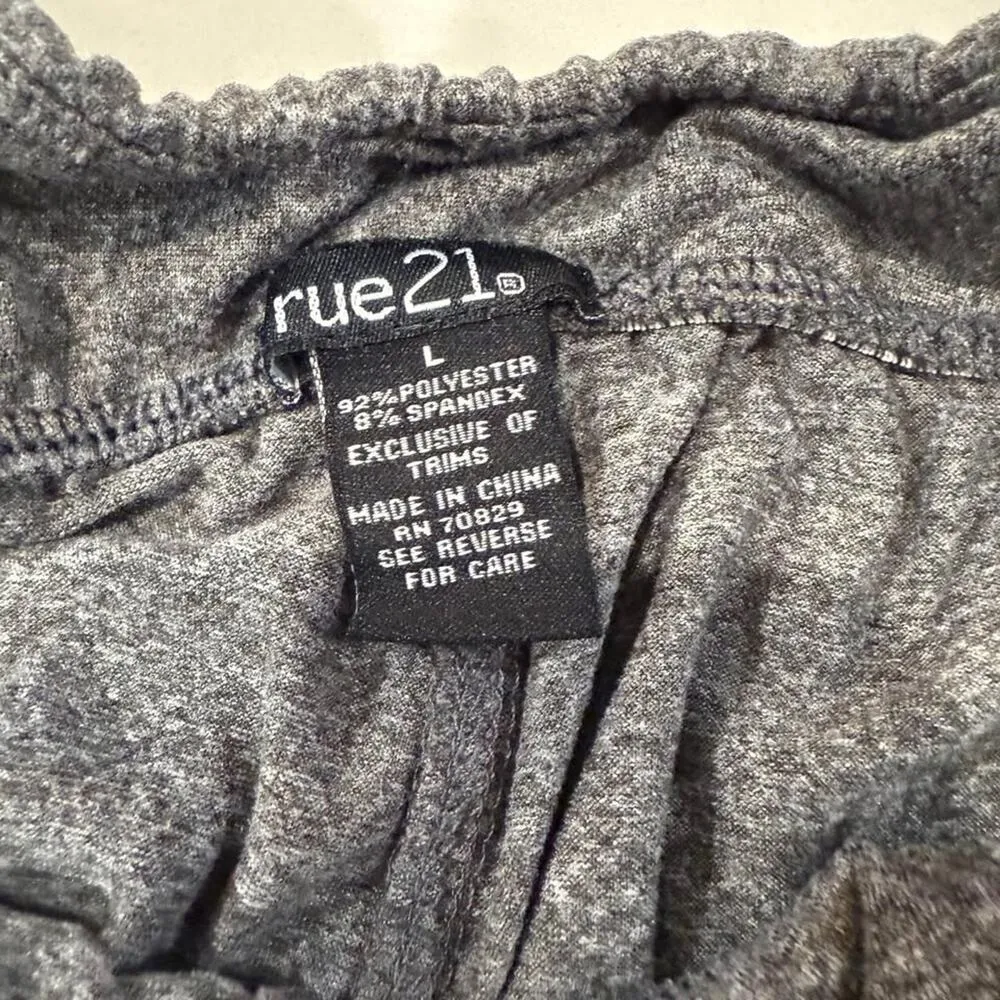 rue21®
L
92%POLYESTER
8% SPANDEX
EXCLUSIVE OF
TRIMS
MADE IN CHINA
RN 70829
SEE REVERSE
FOR CARE